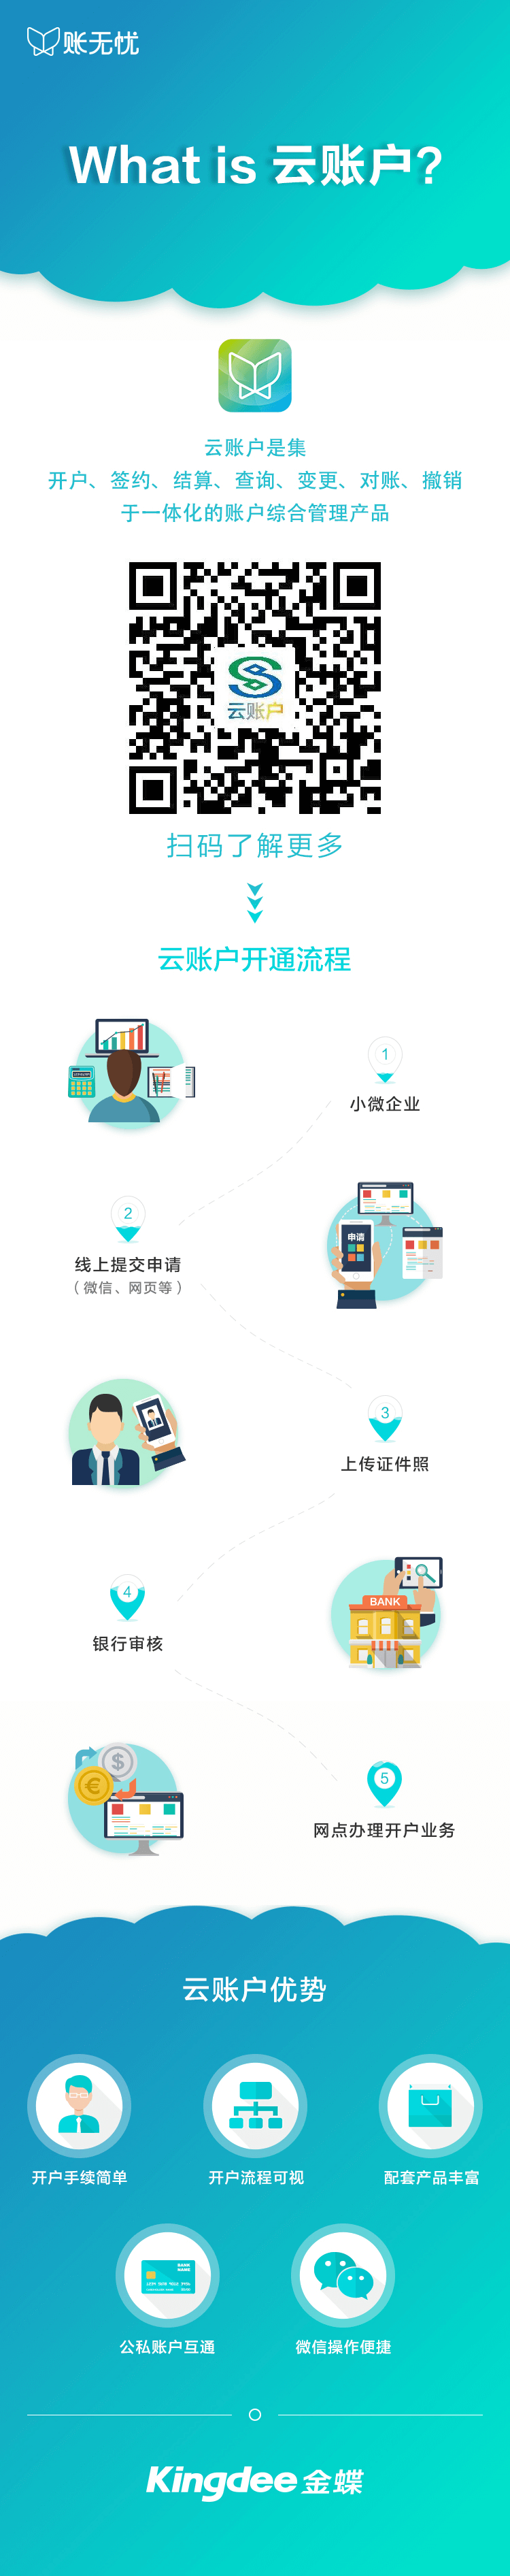 账无忧
What is 云账户?
云账户是集
开户、签约、结算、查询、变更、对账、撤销
于一体化的账户综合管理产品
云账户
扫码了解更多
云账户开通流程
1
小微企业
2
线上提交申请
（微信、网页等）
申请
3
上传证件照
4
银行审核
BANK
5
网点办理开户业务
云账户优势
开户手续简单
开户流程可视
配套产品丰富
BANK
NAME
公私账户互通
微信操作便捷
Kingdee 金蝶